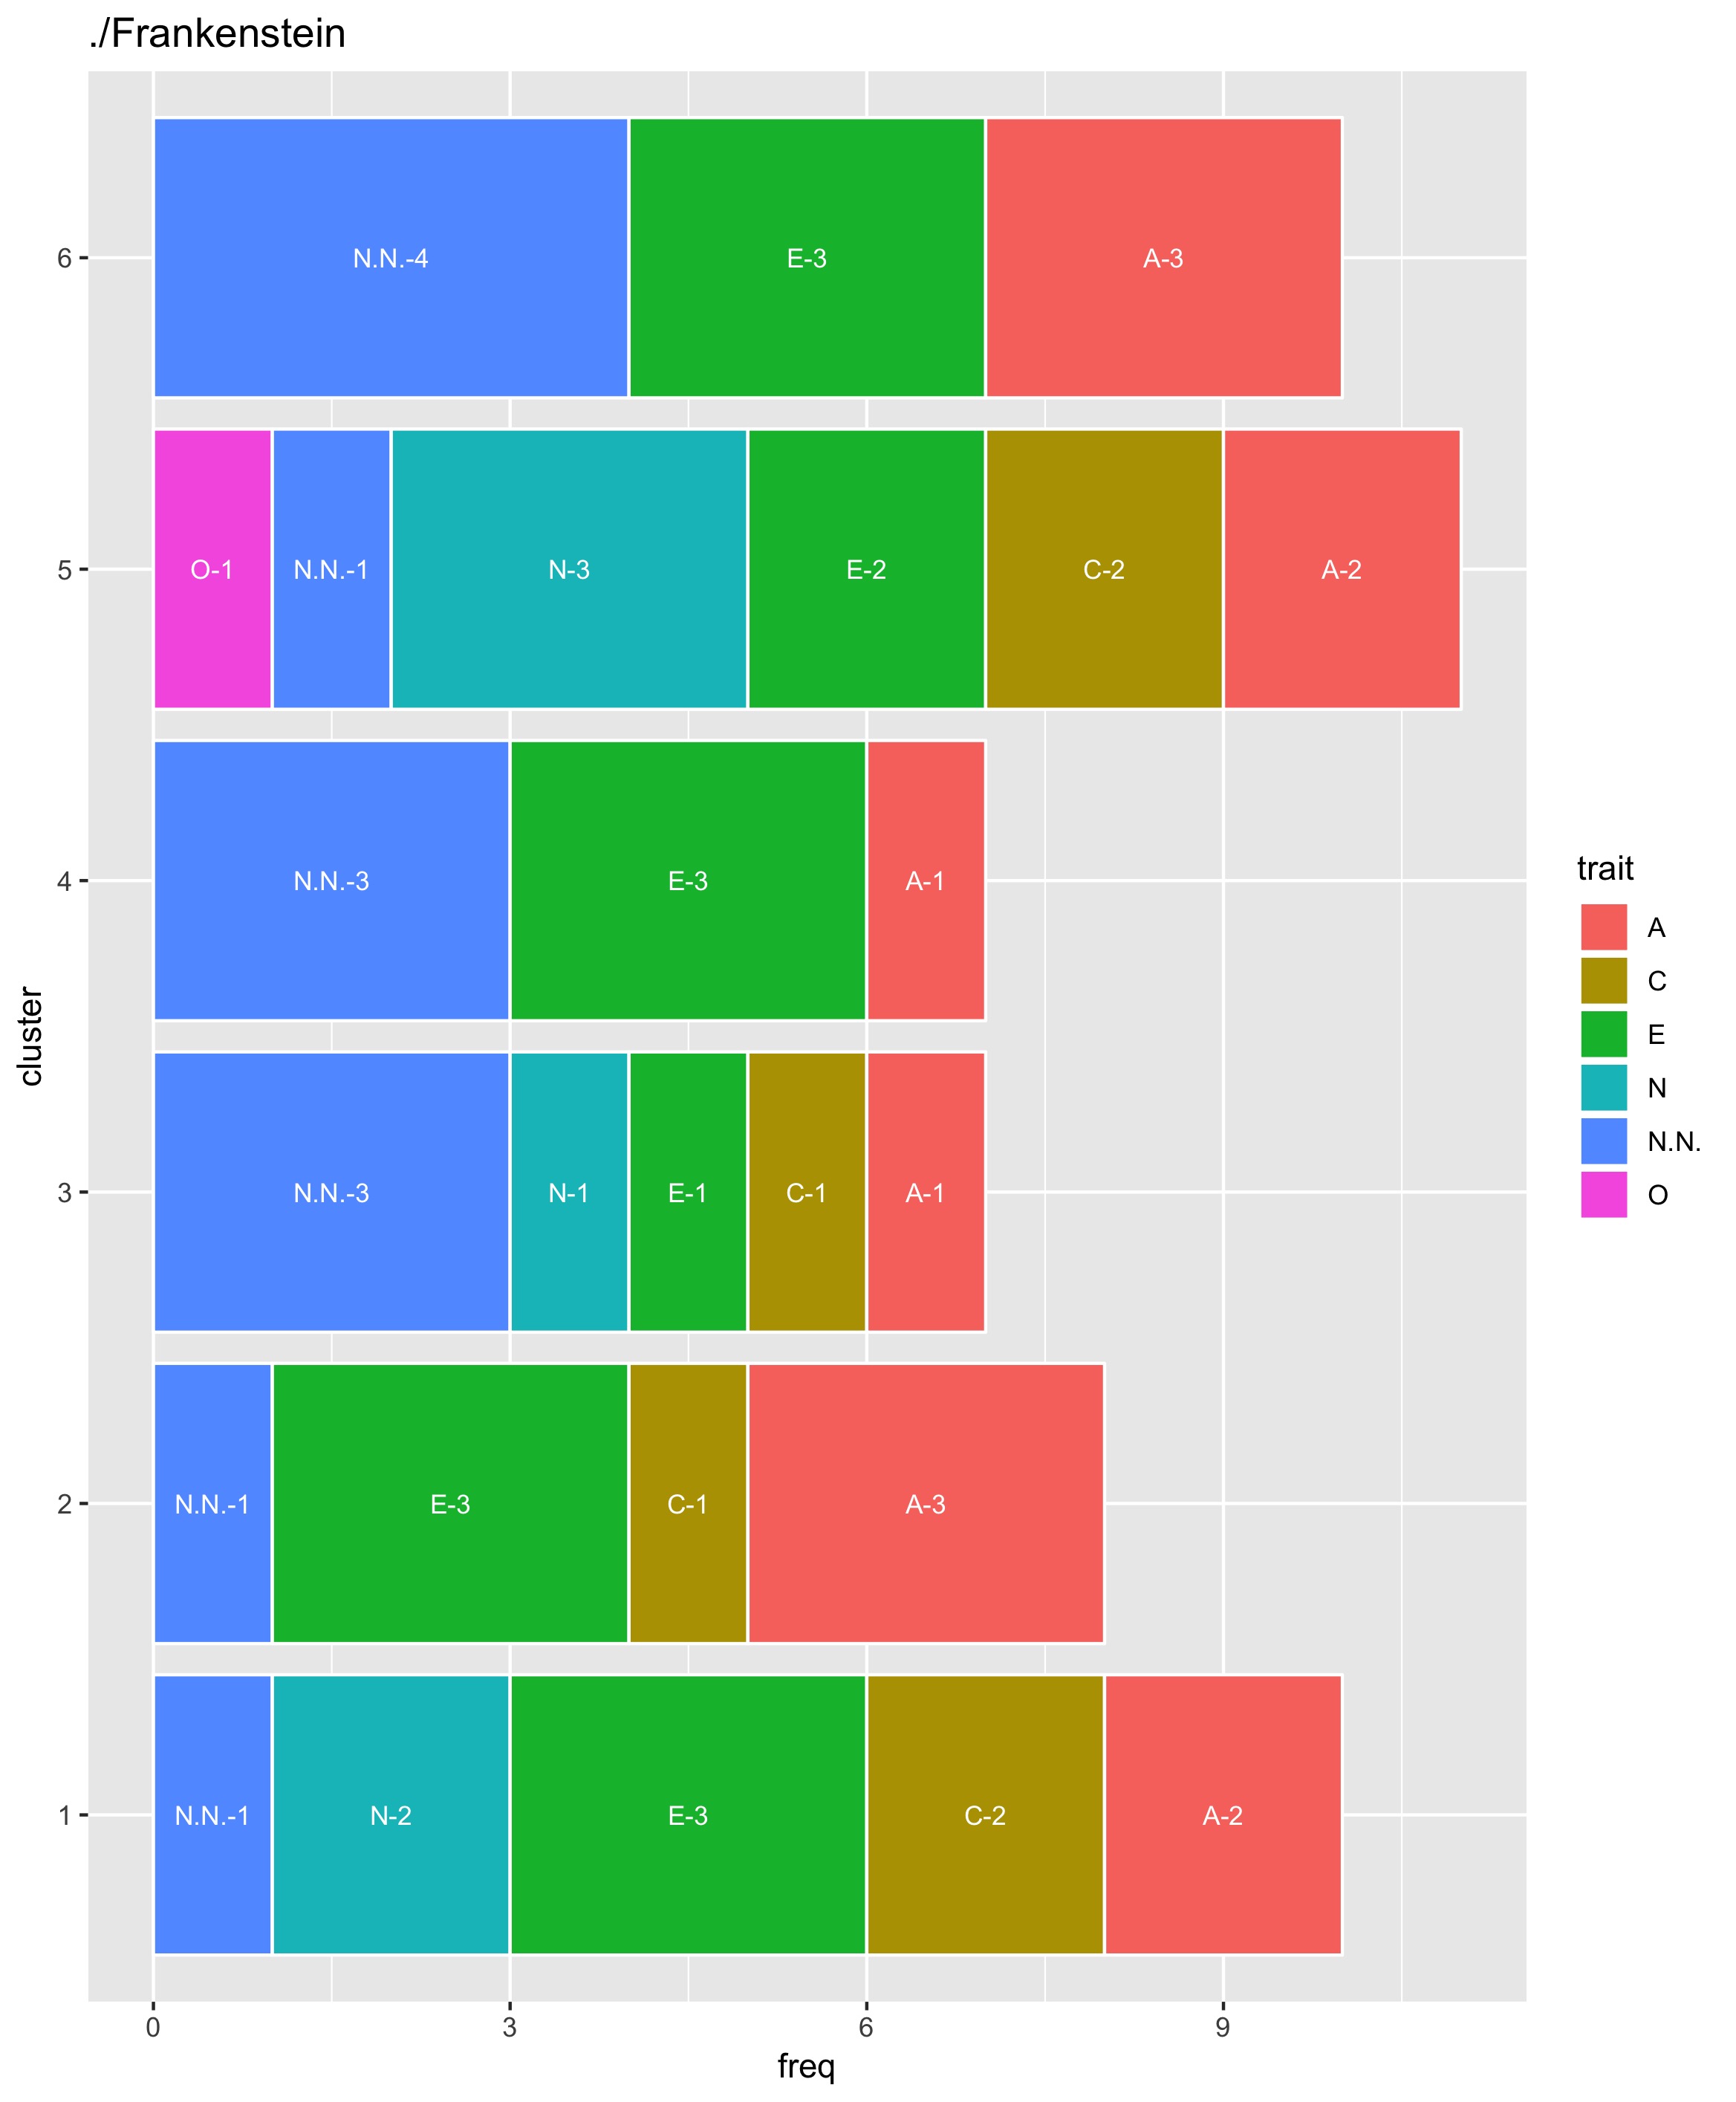 ./Frankenstein
6
N.N.-4 E-3 A-3
5
O-1 N.N.-1 N-3 E-2 C-2 A-2
4
N.N.-3 E-3 A-1
3
N.N.-3 N-1 E-1 C-1 A-1
2
N.N.-1 E-3 C-1 A-3
1
N.N.-1 N-2 E-3 C-2 A-2
cluster
0 3 6 9
freq
trait
A
C
E
N
N.N.
O